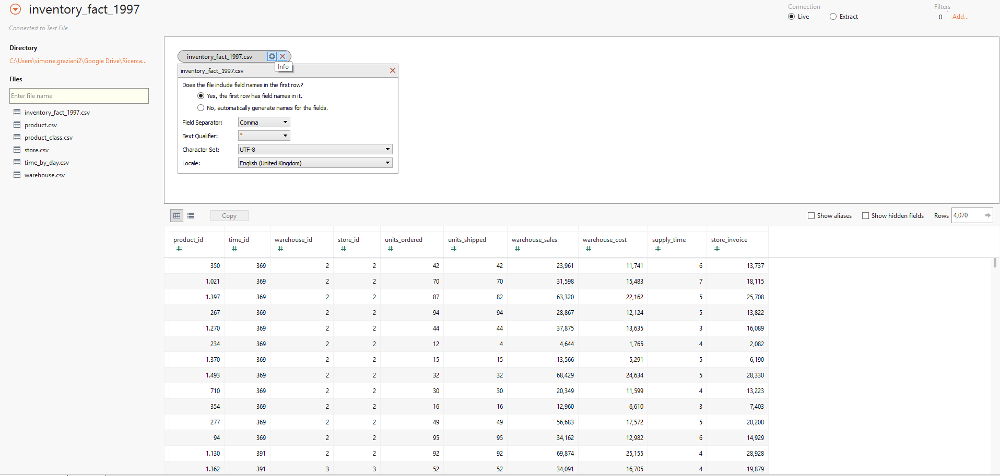 inventory_fact_1997
Connected to Text File
Connection
Live Extract
Filters
0 Add...
Directory
C:\Users\simone.graziani2\Google Drive\Ricerca...
Files
Enter file name
inventory_fact_1997.csv
product.csv
product_class.csv
store.csv
time_by_day.csv
warehouse.csv
inventory_fact_1997.csv
Info
inventory_fact_1997.csv
Does the file include field names in the first row?
Yes, the first row has field names in it.
No, automatically generate names for the fields.
Field Separator: Comma
Text Qualifier: "
Character Set: UTF-8
Locale: English (United Kingdom)
Copy Show aliases Show hidden fields Rows 4,070
product_id time_id warehouse_id store_id units_ordered units_shipped warehouse_sales warehouse_cost supply_time store_invoice
# # # # # # # # # #
350 369 2 2 42 42 23,961 11,741 6 13,737
1.021 369 2 2 70 70 31,598 15,483 7 18,115
1.397 369 2 2 87 82 63,320 22,162 5 25,708
267 369 2 2 94 94 28,867 12,124 5 13,822
1.270 369 2 2 44 44 37,875 13,635 3 16,089
234 369 2 2 12 4 4,644 1,765 4 2,082
1.370 369 2 2 15 15 13,566 5,291 5 6,190
1.493 369 2 2 32 32 68,429 24,634 5 28,330
710 369 2 2 30 30 20,349 11,599 4 13,223
354 369 2 2 16 16 12,960 6,610 3 7,403
277 369 2 2 49 49 56,683 17,572 5 20,208
94 369 2 2 95 95 34,162 12,982 6 14,929
1.130 391 2 2 92 92 69,874 25,155 4 28,928
1.362 391 3 3 52 52 34,091 16,705 4 19,879